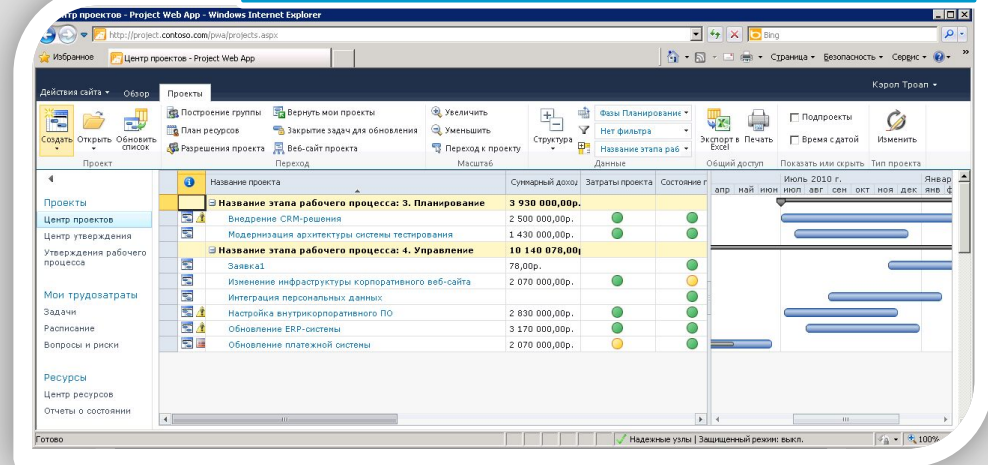 нтр проектов - Project Web App - Windows Internet Explorer
http://project.contoso.com/pwa/projects.aspx
Bing
Избранное
Центр проектов - Project Web App
Страница
Безопасность
Сервис
Действия сайта
Обзор
Проекты
Кэрол Троап
Создать
Открыть
Обновить список
Проект
Построение группы
План ресурсов
Разрешения проекта
Вернуть мои проекты
Закрытие задач для обновления
Веб-сайт проекта
Переход
Увеличить
Уменьшить
Переход к проекту
Масштаб
Структура
Фазы Планирование
Нет фильтра
Название этапа раб
Данные
Экспорт в Excel
Печать
Общий доступ
Подпроекты
Время с датой
Показать или скрыть
Изменить
Тип проекта
Проекты
Центр проектов
Центр утверждения
Утверждения рабочего процесса
Мои трудозатраты
Задачи
Расписание
Вопросы и риски
Ресурсы
Центр ресурсов
Отчеты о состоянии
Название проекта
Суммарный доход
Затраты проекта
Состояние г
Июль 2010 г.
Январ
апр май июн июл авг сен окт ноя дек янв ф
Название этапа рабочего процесса: 3. Планирование 3 930 000,00р.
Внедрение CRM-решения 2 500 000,00р.
Модернизация архитектуры системы тестирования 1 430 000,00р.
Название этапа рабочего процесса: 4. Управление 10 140 078,00р
Заявка1 78,00р.
Изменение инфраструктуры корпоративного веб-сайта 2 070 000,00р.
Интеграция персональных данных
Настройка внутрикорпоративного ПО 2 830 000,00р.
Обновление ERP-системы 3 170 000,00р.
Обновление платежной системы 2 070 000,00р.
Готово
Надежные узлы | Защищенный режим: выкл.
100%